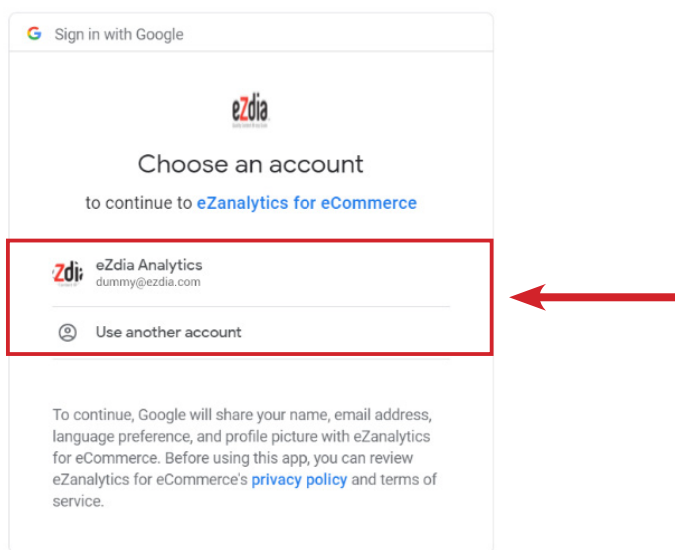 Sign in with Google
eZdia
Choose an account
to continue to eZanalytics for eCommerce
Zdi
eZdia Analytics
dummy@ezdia.com
Use another account
To continue, Google will share your name, email address,
language preference, and profile picture with eZanalytics
for eCommerce. Before using this app, you can review
eZanalytics for eCommerce's privacy policy and terms of
service.